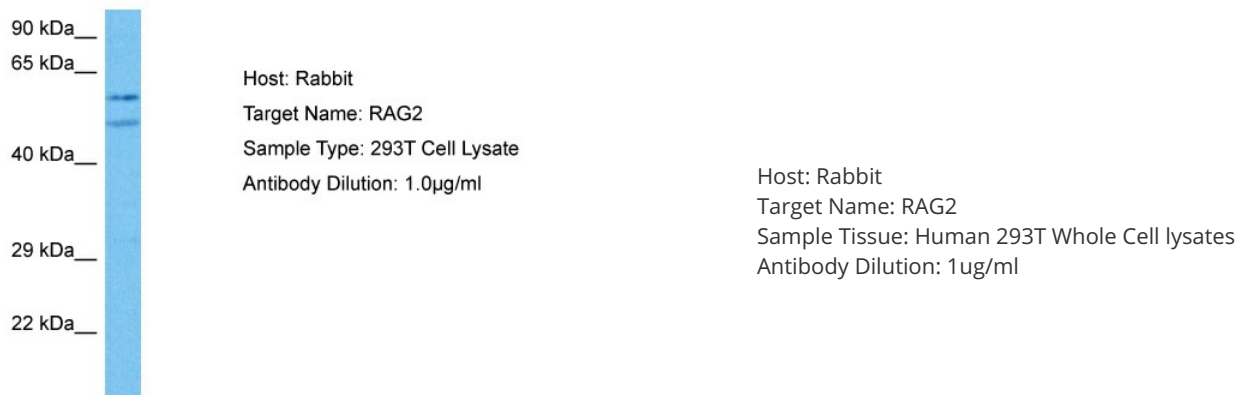 90 kDa__
65 kDa__
40 kDa__
29 kDa__
22 kDa__
Host: Rabbit
Target Name: RAG2
Sample Type: 293T Cell Lysate
Antibody Dilution: 1.0µg/ml
Host: Rabbit
Target Name: RAG2
Sample Tissue: Human 293T Whole Cell lysates
Antibody Dilution: 1ug/ml